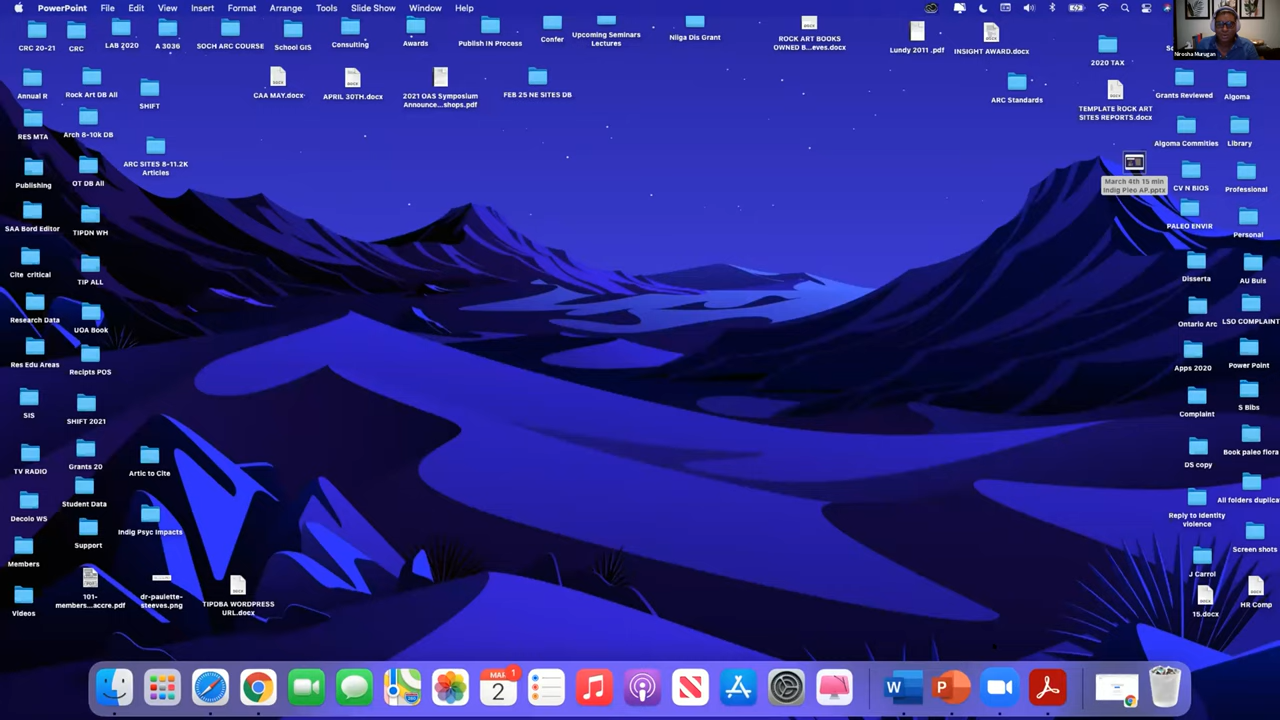 PowerPoint File Edit View Insert Format Arrange Tools Slide Show Window Help
Nirosha Murugan
CRC 20-21
CRC
LAB 2020
A 3036
SOCH ARC COURSE
School GIS
Consulting
Awards
Publish IN Process
Confer
Upcoming Seminars
Lectures
Niiga Dis Grant
ROCK ART BOOKS
OWNED B...eves.docx
Lundy 2011 .pdf
INSIGHT AWARD.docx
2020 TAX
Annual R
Rock Art DB All
SHIFT
CAA MAY.docx
APRIL 30TH.docx
2021 OAS Symposium
Announce...shops.pdf
FEB 25 NE SITES DB
ARC Standards
TEMPLATE ROCK ART
SITES REPORTS.docx
Grants Reviewed
Algoma
RES MTA
Arch 8-10k DB
ARC SITES 8-11.2K
Articles
Algoma Commities
Library
Publishing
OT DB All
March 4th 15 min
Indig Pleo AP.pptx
CV N BIOS
Professional
SAA Bord Editor
TIPDN WH
PALEO ENVIR
Personal
Cite critical
TIP ALL
Disserta
AU Buis
Research Data
UOA Book
Ontario Arc
LSO COMPLAINT
Res Edu Areas
Recipts POS
Apps 2020
Power Point
SIS
SHIFT 2021
Complaint
S Bibs
TV RADIO
Grants 20
Artic to Cite
DS copy
Book paleo flora
Decolo WS
Student Data
Indig Psyc Impacts
Reply to Identity
violence
All folders duplica
Members
Support
J Carrol
Screen shots
Videos
101-
members...accre.pdf
dr-paulette-
steeves.png
TIPDBA WORDPRESS
URL.docx
15.docx
HR Comp
MAR
1
2
W
P